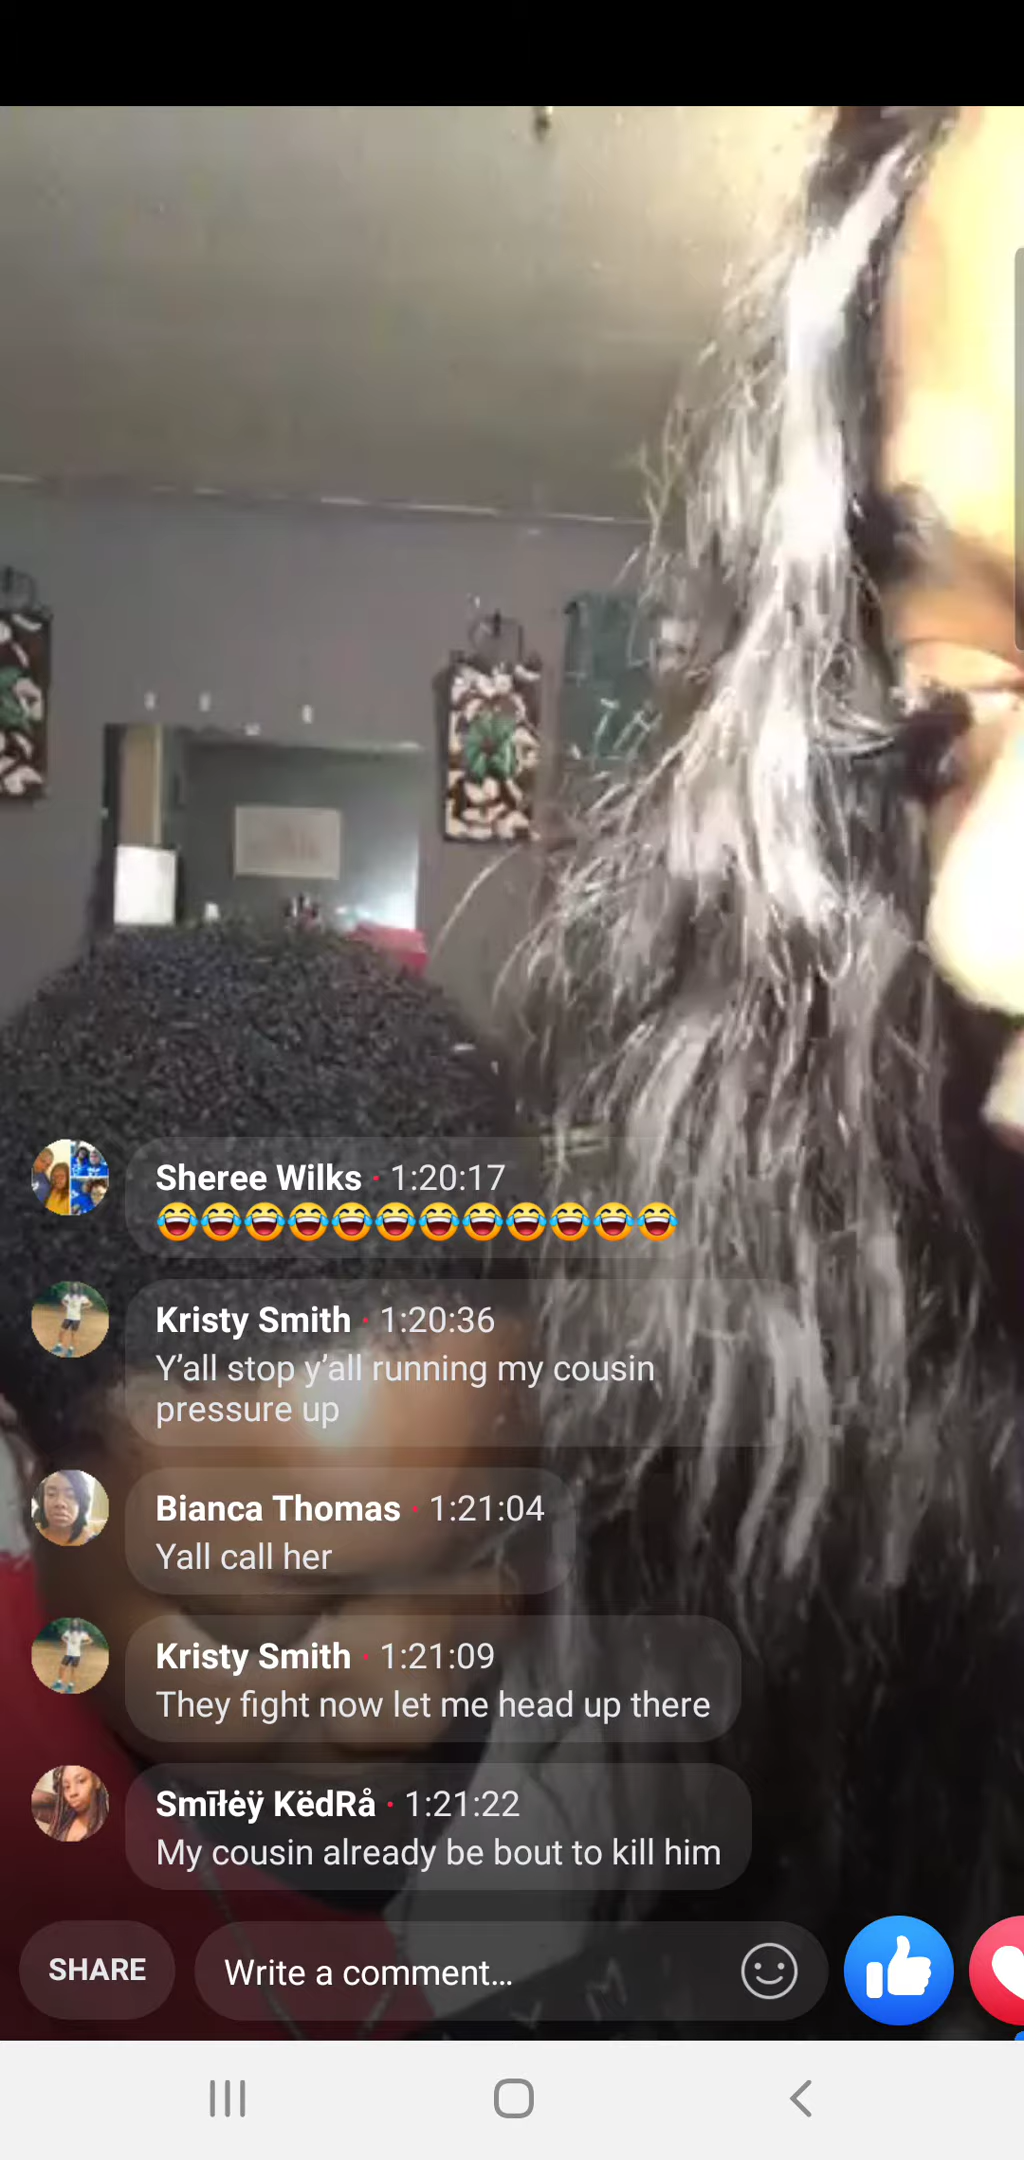 Sheree Wilks · 1:20:17
😂😂😂😂😂😂😂😂😂😂😂😂
Kristy Smith · 1:20:36
Y'all stop y'all running my cousin
pressure up
Bianca Thomas · 1:21:04
Yall call her
Kristy Smith · 1:21:09
They fight now let me head up there
Smīłėÿ KëdRå · 1:21:22
My cousin already be bout to kill him
SHARE
Write a comment...